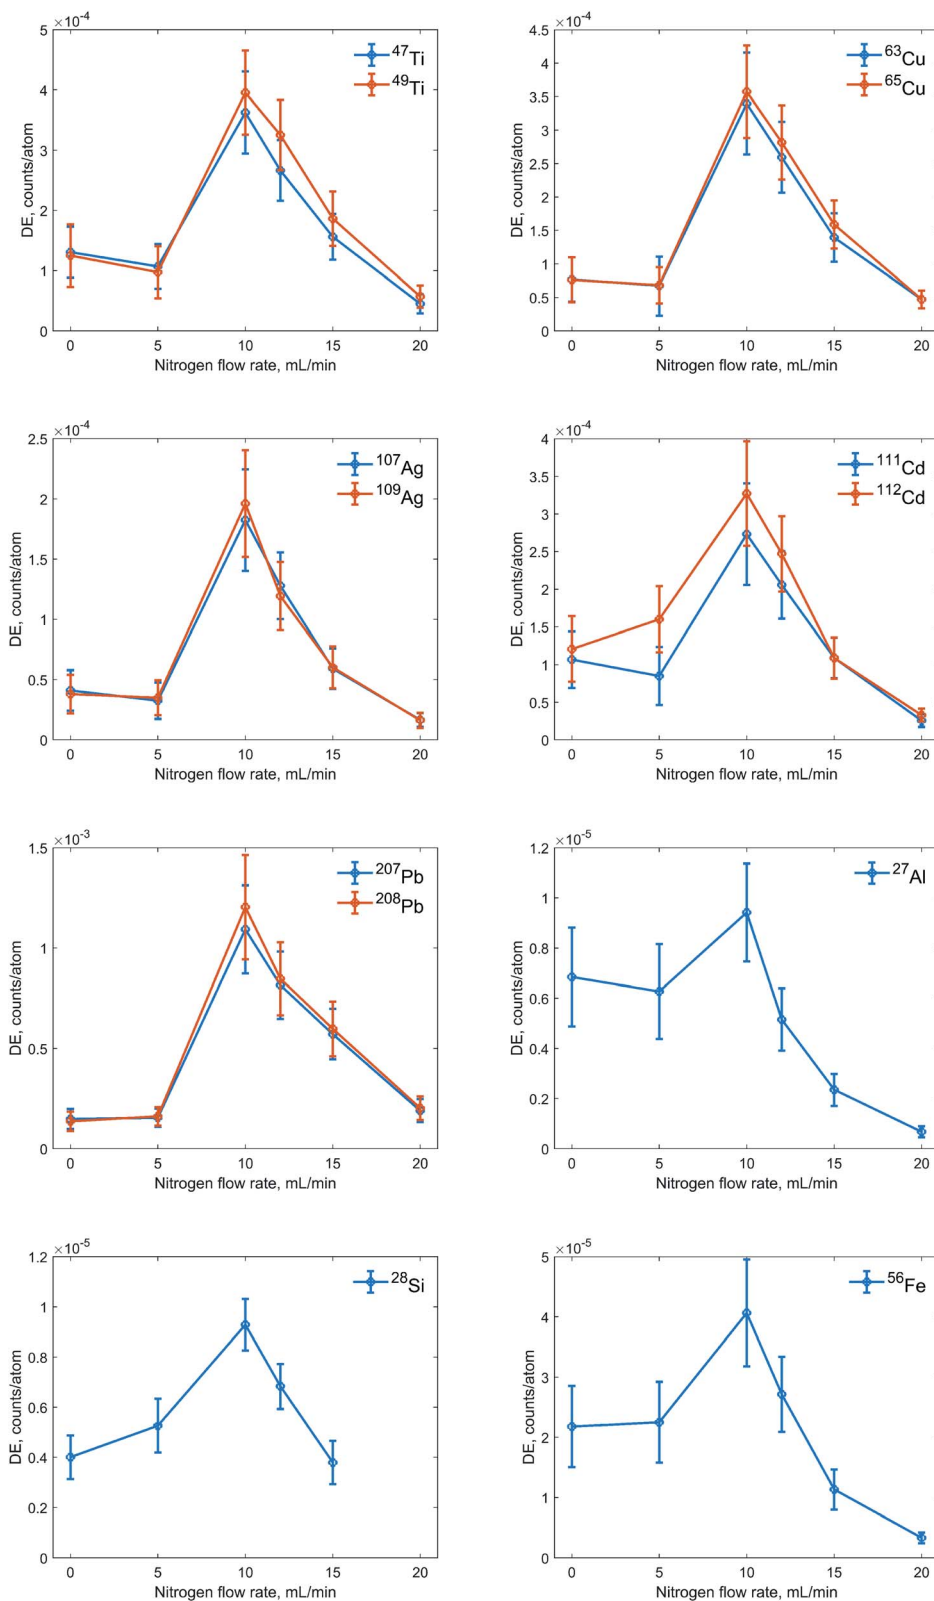 ×10⁻⁴
5
4
3
2
1
0
DE, counts/atom
⁴⁷Ti
⁴⁹Ti
0 5 10 15 20
Nitrogen flow rate, mL/min
×10⁻⁴
4.5
4
3.5
3
2.5
2
1.5
1
0.5
0
DE, counts/atom
⁶³Cu
⁶⁵Cu
0 5 10 15 20
Nitrogen flow rate, mL/min
×10⁻⁴
2.5
2
1.5
1
0.5
0
DE, counts/atom
¹⁰⁷Ag
¹⁰⁹Ag
0 5 10 15 20
Nitrogen flow rate, mL/min
×10⁻⁴
4
3.5
3
2.5
2
1.5
1
0.5
0
DE, counts/atom
¹¹¹Cd
¹¹²Cd
0 5 10 15 20
Nitrogen flow rate, mL/min
×10⁻³
1.5
1
0.5
0
DE, counts/atom
²⁰⁷Pb
²⁰⁸Pb
0 5 10 15 20
Nitrogen flow rate, mL/min
×10⁻⁵
1.2
1
0.8
0.6
0.4
0.2
0
DE, counts/atom
²⁷Al
0 5 10 15 20
Nitrogen flow rate, mL/min
×10⁻⁵
1.2
1
0.8
0.6
0.4
0.2
0
DE, counts/atom
²⁸Si
0 5 10 15 20
Nitrogen flow rate, mL/min
×10⁻⁵
5
4
3
2
1
0
DE, counts/atom
⁵⁶Fe
0 5 10 15 20
Nitrogen flow rate, mL/min